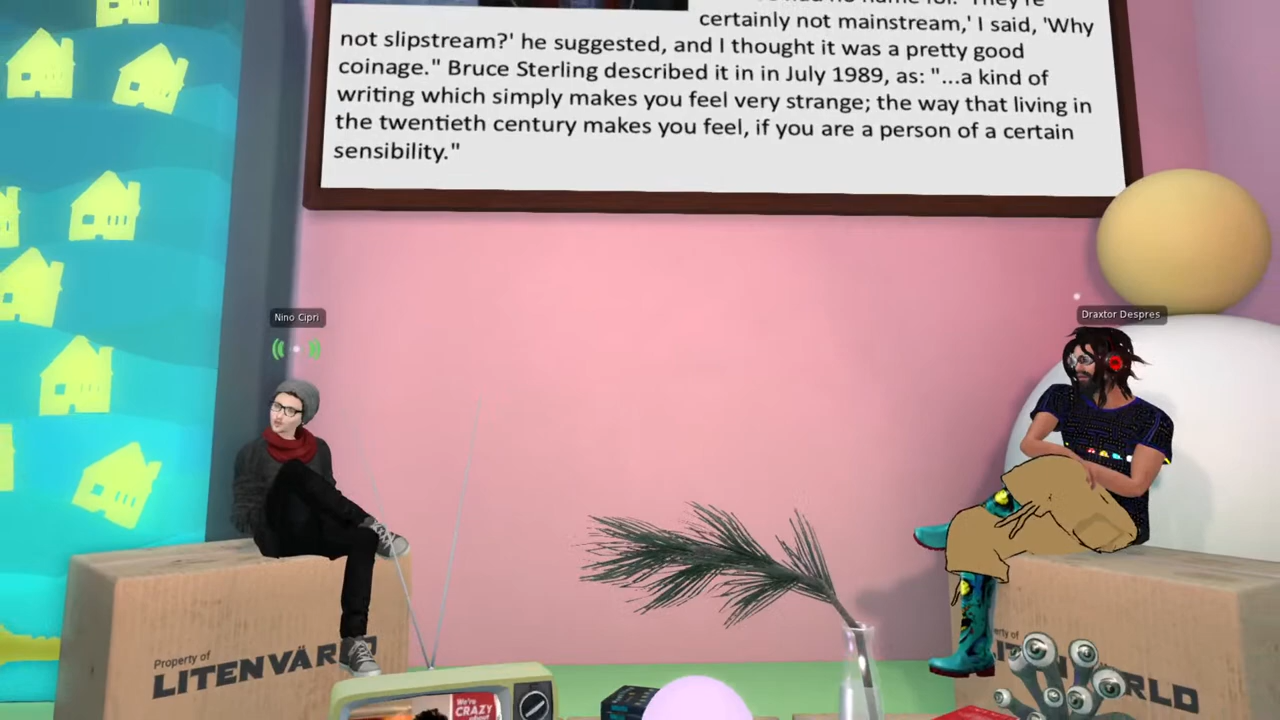 certainly not mainstream,' I said, 'Why
not slipstream?' he suggested, and I thought it was a pretty good
coinage." Bruce Sterling described it in in July 1989, as: "...a kind of
writing which simply makes you feel very strange; the way that living in
the twentieth century makes you feel, if you are a person of a certain
sensibility."
Nino Cipri
Draxtor Despres
Property of
LITENVÄRLD
We're
CRAZY